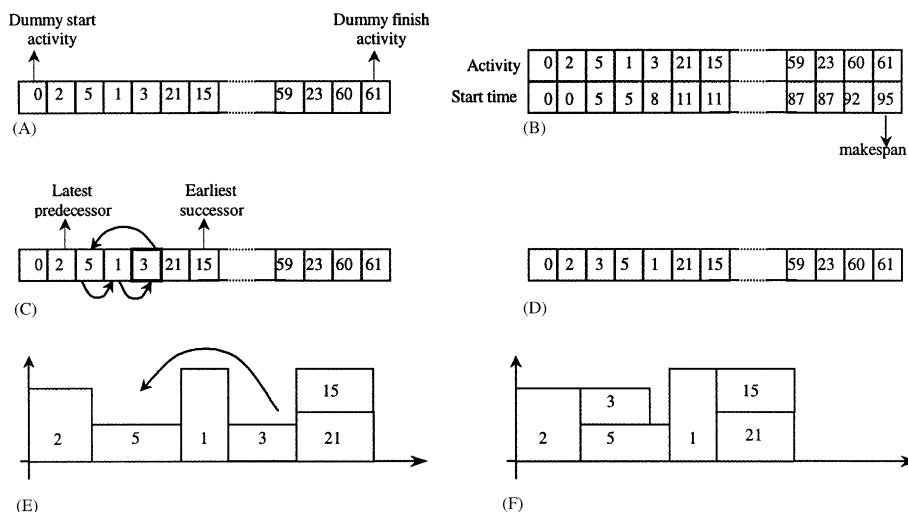 Dummy start activity
Dummy finish activity
0 2 5 1 3 21 15 59 23 60 61
(A)
Activity 0 2 5 1 3 21 15 59 23 60 61
Start time 0 0 5 5 8 11 11 87 87 92 95
(B)
makespan
Latest predecessor
Earliest successor
0 2 5 1 3 21 15 59 23 60 61
(C)
0 2 3 5 1 21 15 59 23 60 61
(D)
15
2 5 1 3 21
(E)
3 15
2 5 1 21
(F)